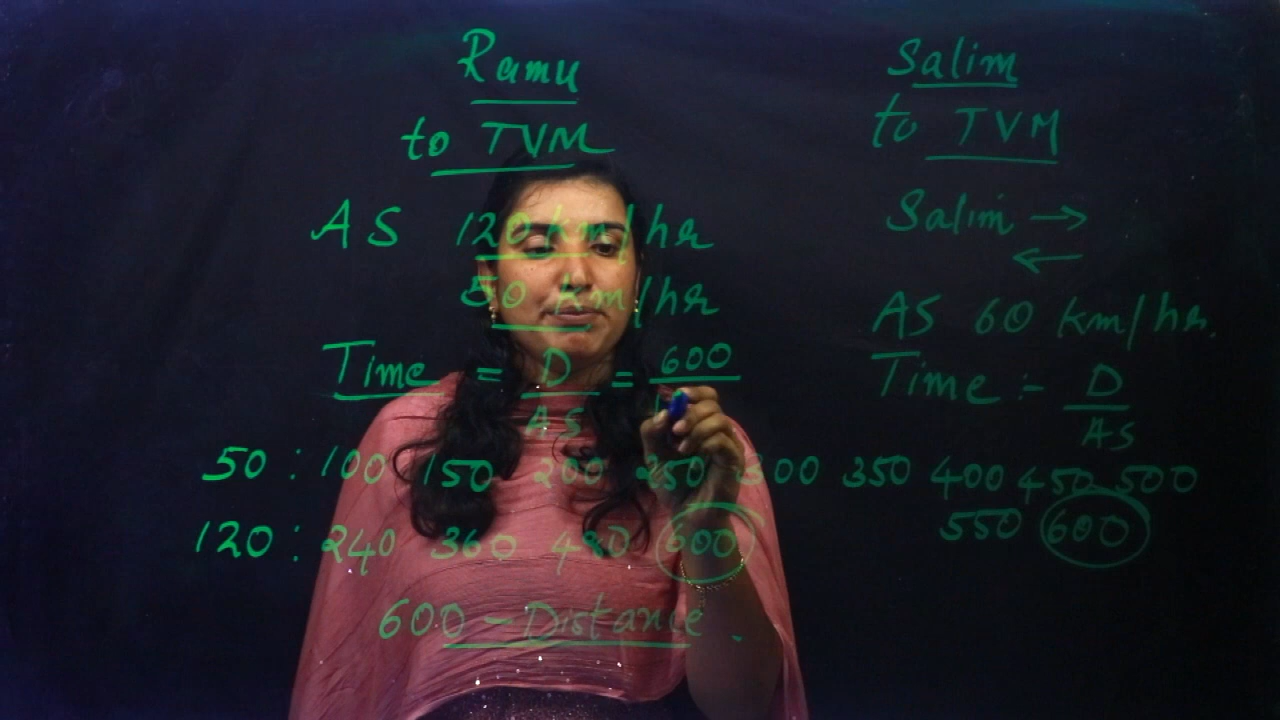 Ramu
to TVM
AS 120 km/hr
50 km/hr
Time = D/AS = 600/1
50 : 100 150 200 250 300 350 400 450 500
550 600
120 : 240 360 480 600
600 - Distance.
Salim
to TVM
Salim →
←
AS 60 km/hr.
Time :- D/AS